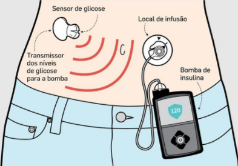 Sensor de glicose
Local de infusão
Transmissor
dos níveis
de glicose
para a bomba
Bomba de
insulina
120